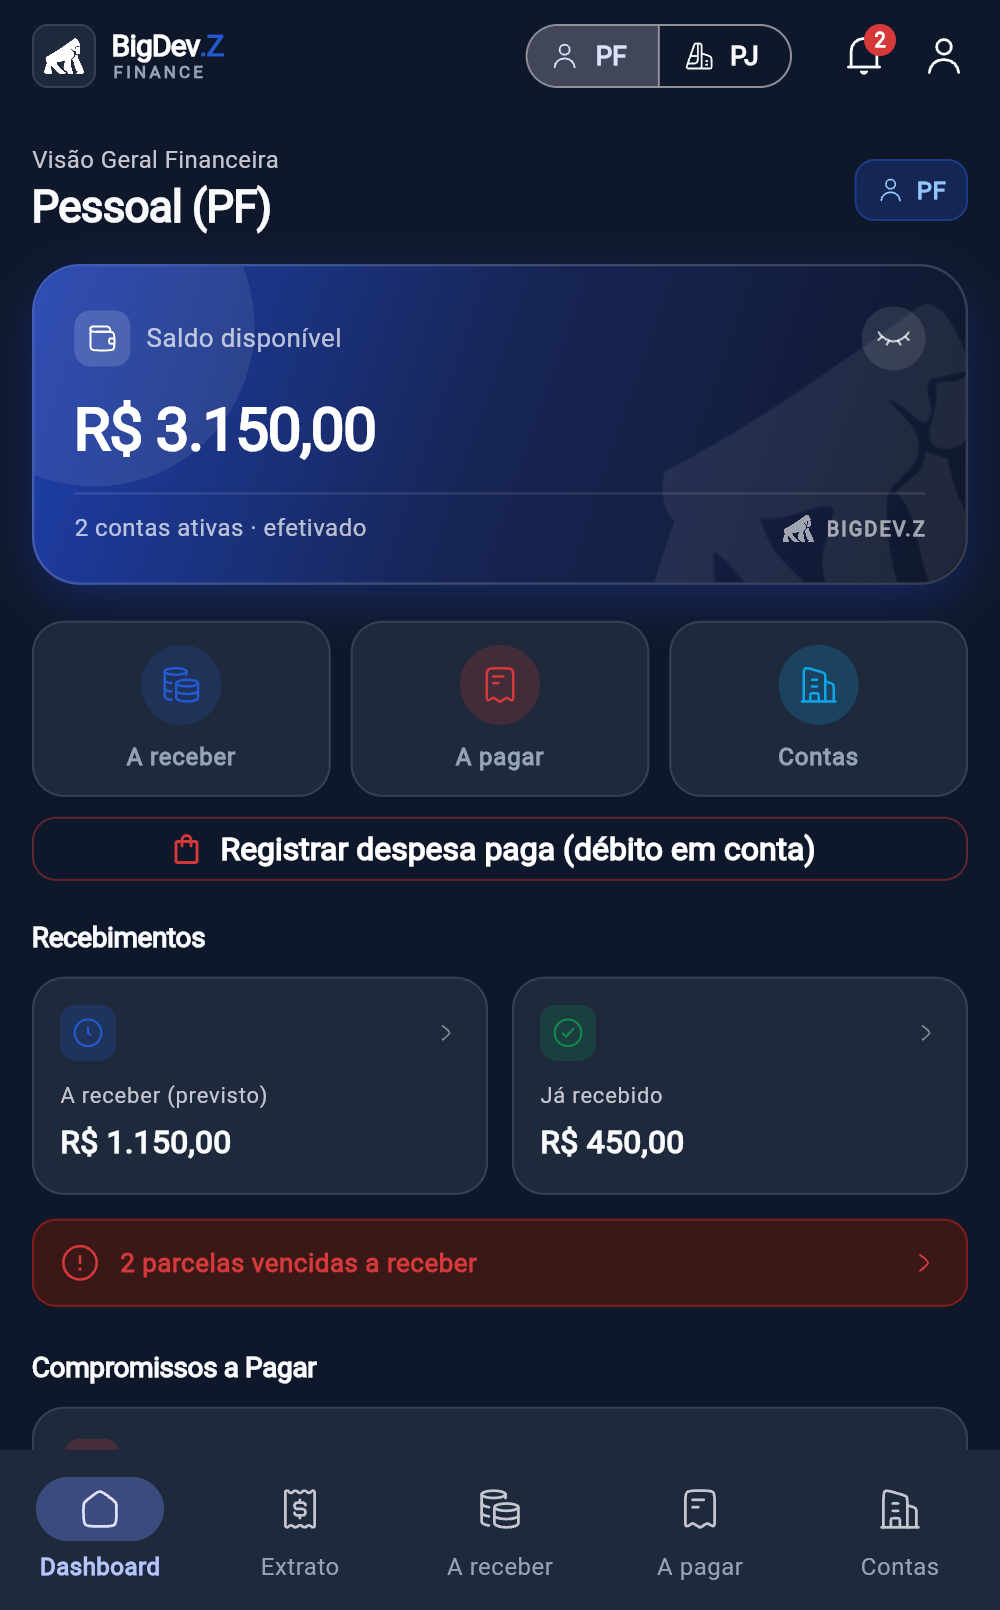 BigDev.Z
FINANCE
PF
PJ
2
Visão Geral Financeira
Pessoal (PF)
PF
Saldo disponível
R$ 3.150,00
2 contas ativas · efetivado
BIGDEV.Z
A receber
A pagar
Contas
Registrar despesa paga (débito em conta)
Recebimentos
A receber (previsto)
R$ 1.150,00
Já recebido
R$ 450,00
2 parcelas vencidas a receber
Compromissos a Pagar
Dashboard
Extrato
A receber
A pagar
Contas